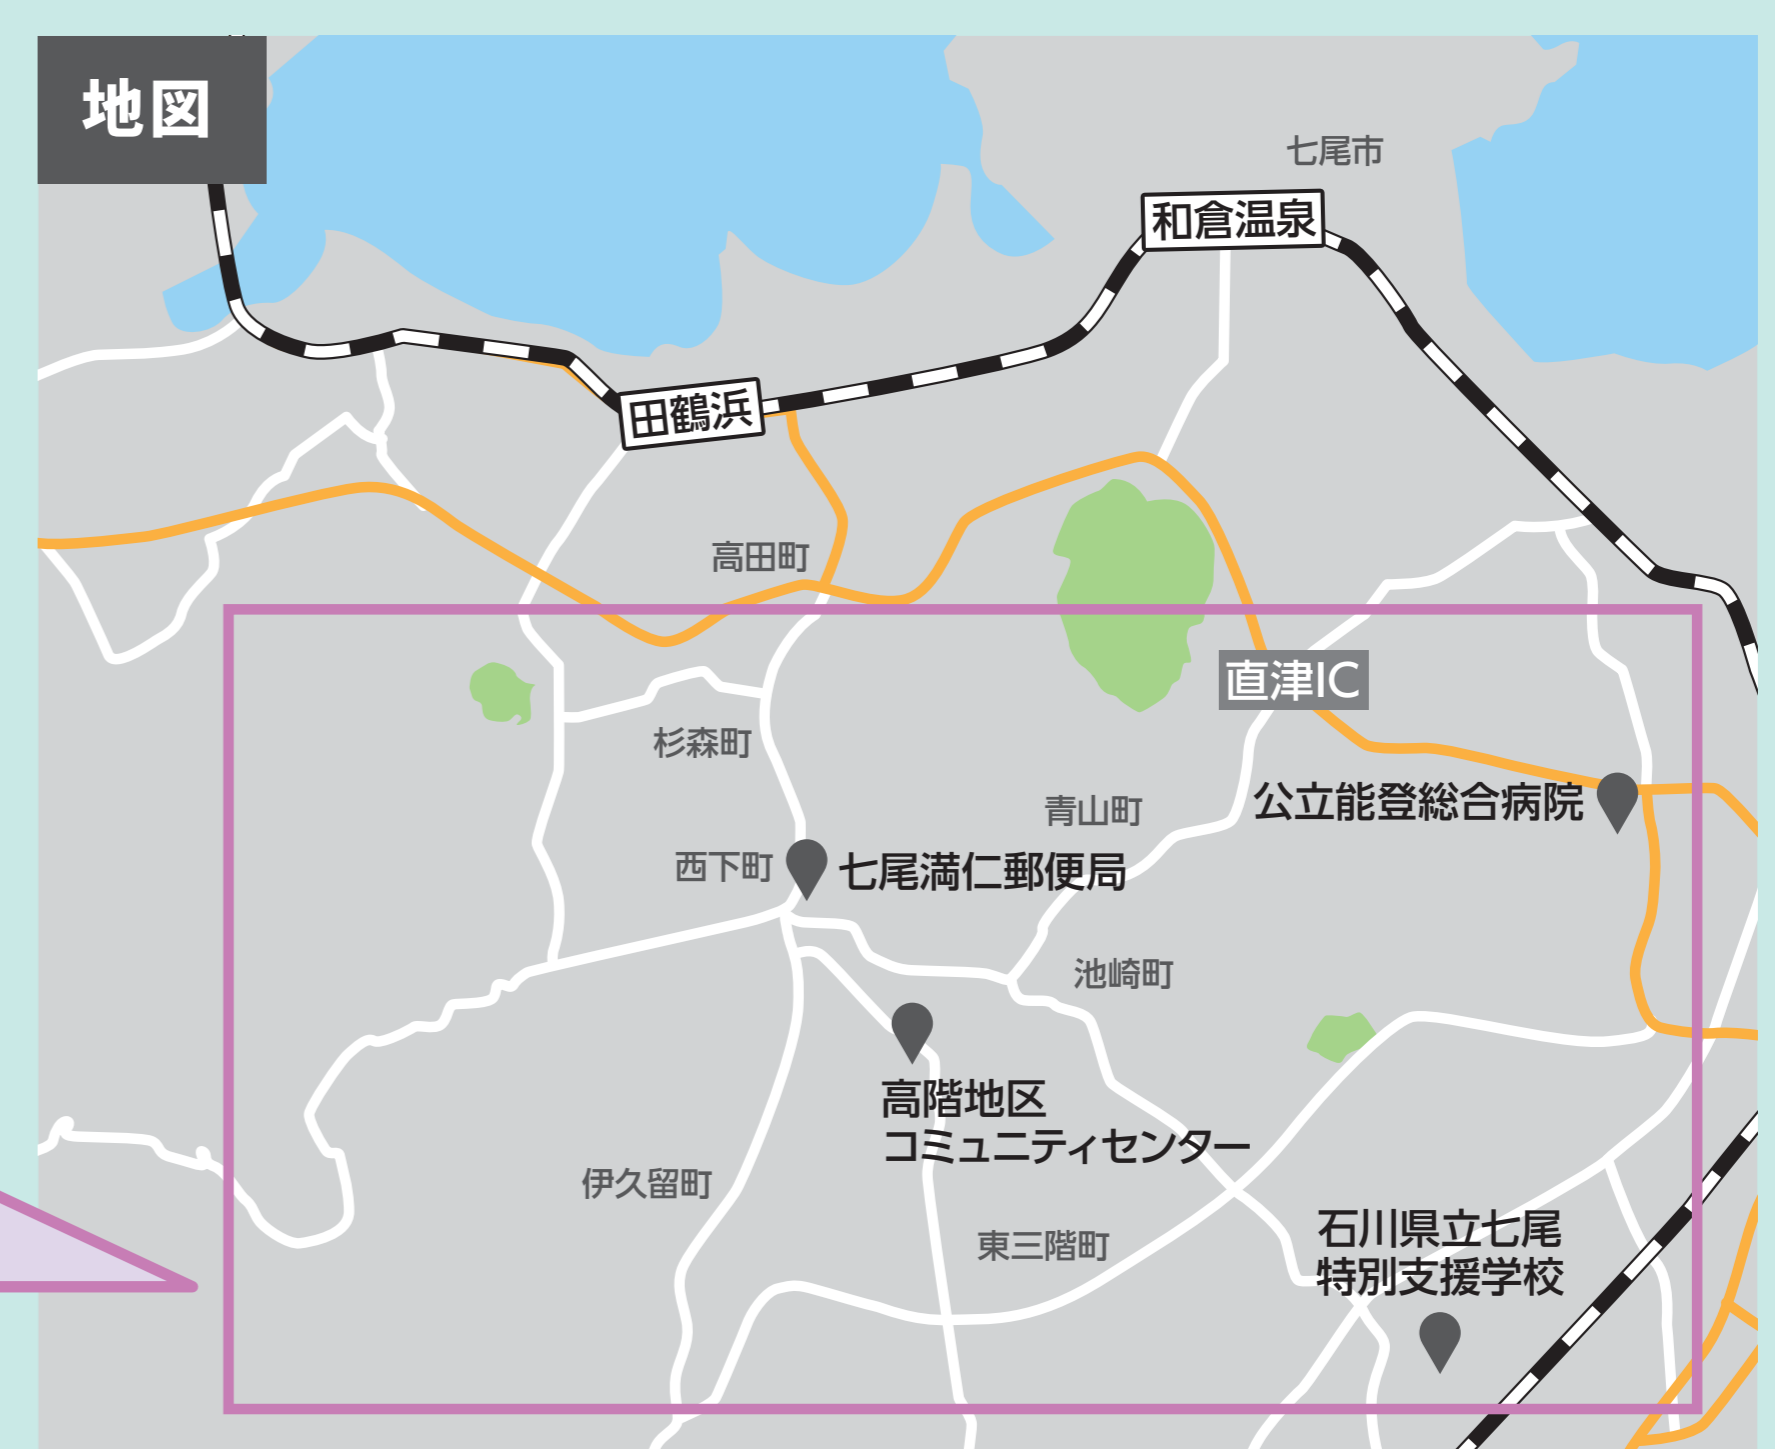 地図
七尾市
和倉温泉
田鶴浜
高田町
直津IC
杉森町
公立能登総合病院
青山町
西下町
七尾満仁郵便局
池崎町
高階地区
コミュニティセンター
伊久留町
東三階町
石川県立七尾
特別支援学校